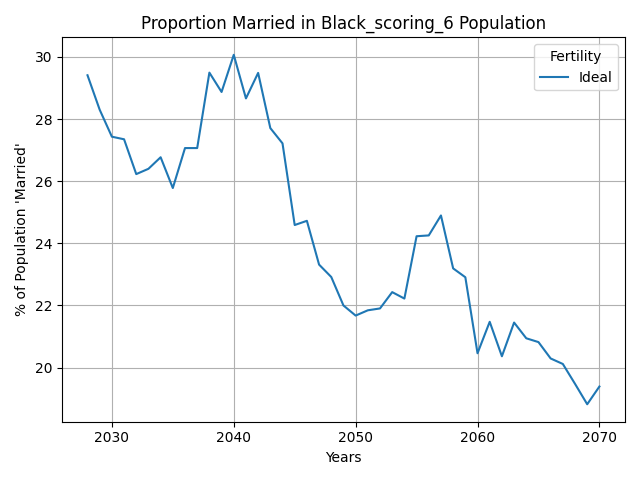 Proportion Married in Black_scoring_6 Population
Fertility
Ideal
% of Population 'Married'
30
28
26
24
22
20
2030
2040
2050
2060
2070
Years